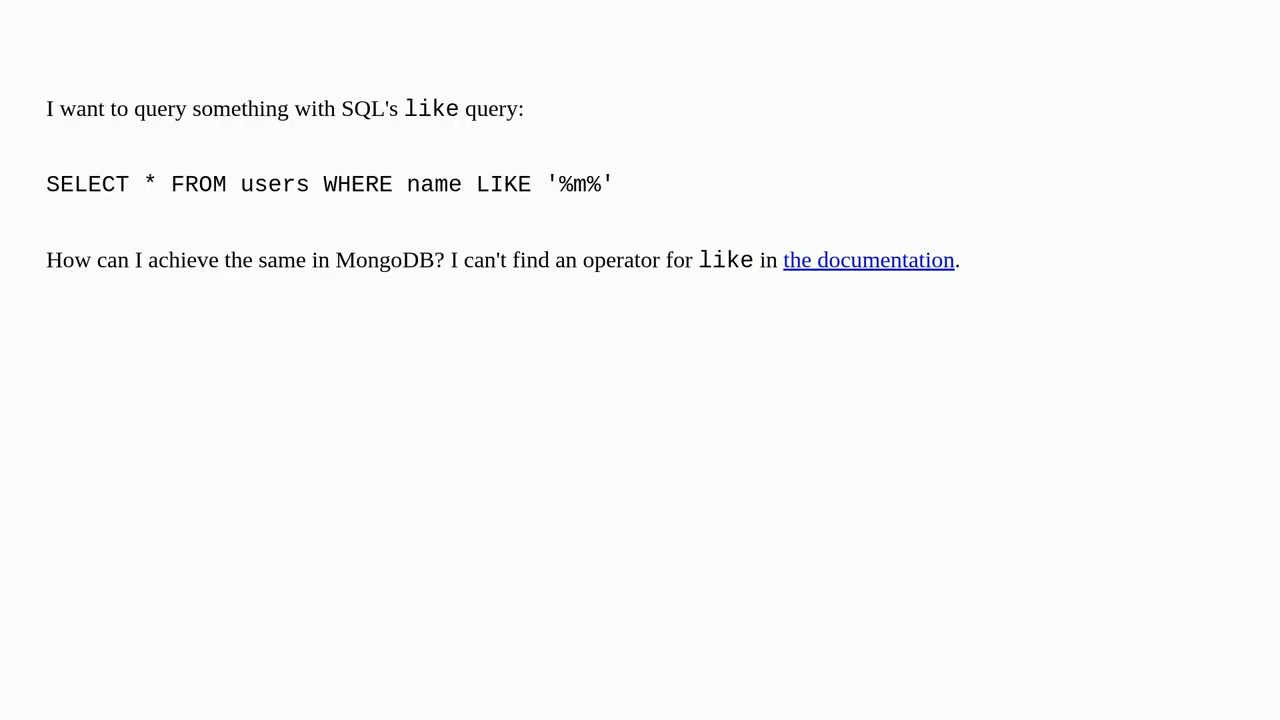 I want to query something with SQL's like query:
SELECT * FROM users WHERE name LIKE '%m%'
How can I achieve the same in MongoDB? I can't find an operator for like in the documentation.